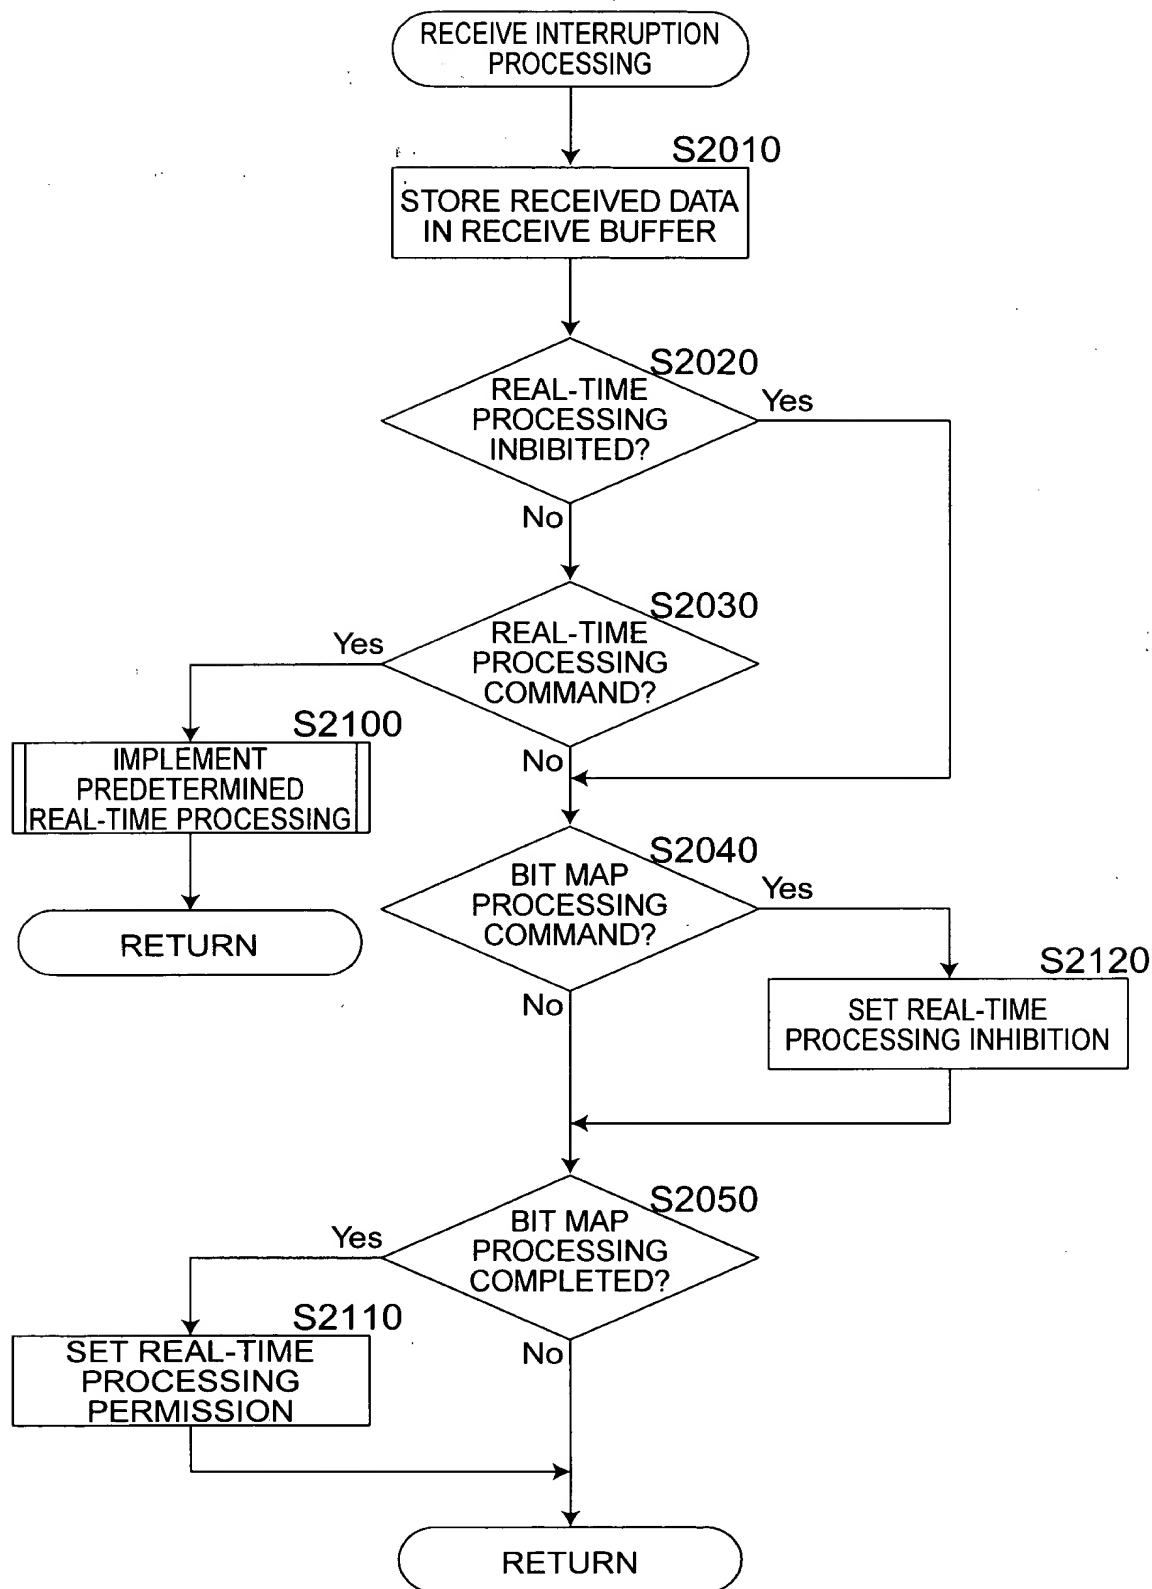 RECEIVE INTERRUPTION
PROCESSING
S2010
STORE RECEIVED DATA
IN RECEIVE BUFFER
S2020
REAL-TIME
PROCESSING
INBIBITED?
Yes
No
S2030
REAL-TIME
PROCESSING
COMMAND?
Yes
No
S2100
IMPLEMENT
PREDETERMINED
REAL-TIME PROCESSING
RETURN
S2040
BIT MAP
PROCESSING
COMMAND?
Yes
No
S2120
SET REAL-TIME
PROCESSING INHIBITION
S2050
BIT MAP
PROCESSING
COMPLETED?
Yes
No
S2110
SET REAL-TIME
PROCESSING
PERMISSION
RETURN